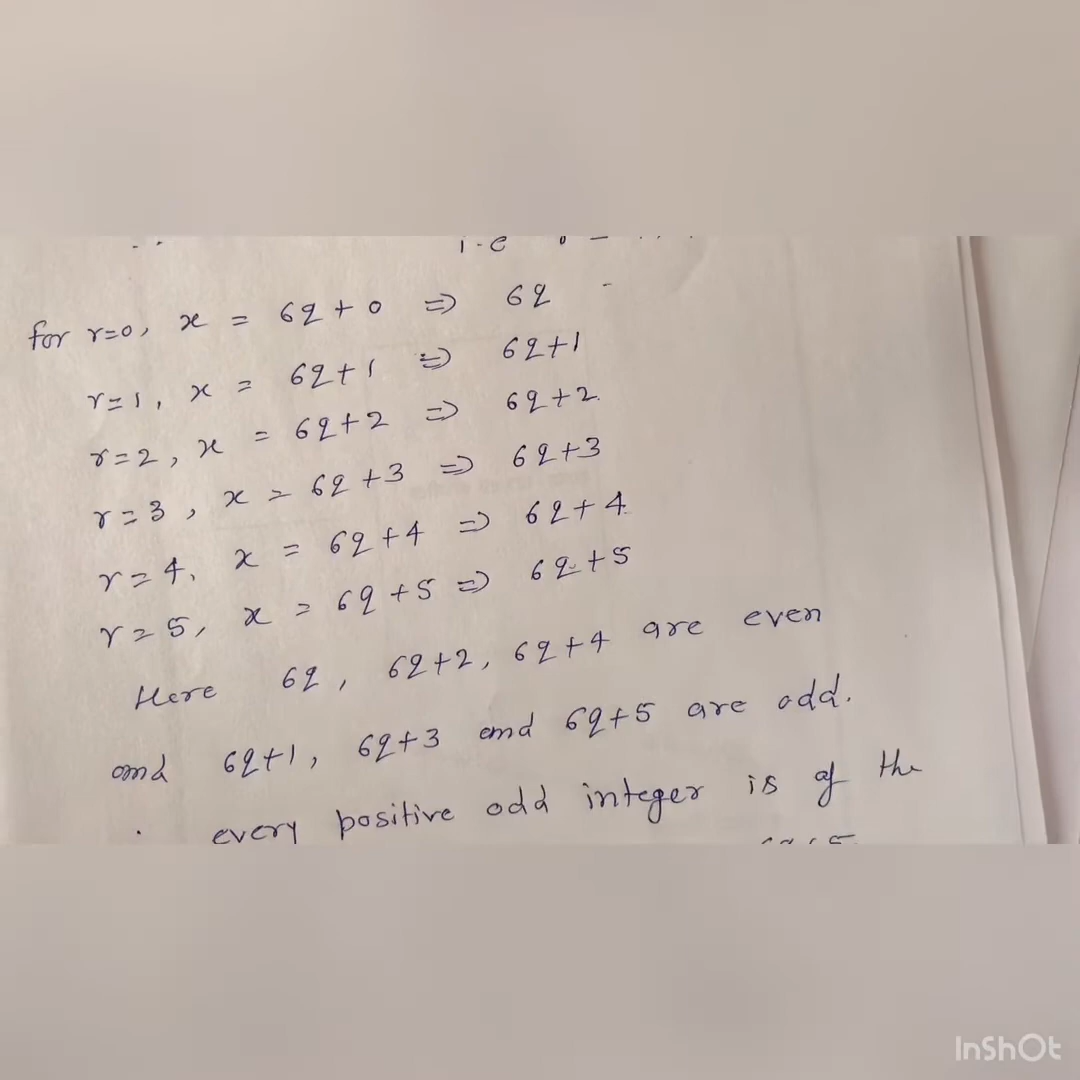 i.e
for r=0, x = 6q+0 ⇒ 6q
r=1, x = 6q+1 ⇒ 6q+1
r=2, x = 6q+2 ⇒ 6q+2
r=3, x = 6q+3 ⇒ 6q+3
r=4, x = 6q+4 ⇒ 6q+4
r=5, x = 6q+5 ⇒ 6q+5
Here 6q, 6q+2, 6q+4 are even
and 6q+1, 6q+3 and 6q+5 are odd.
every positive odd integer is of the
InShOt